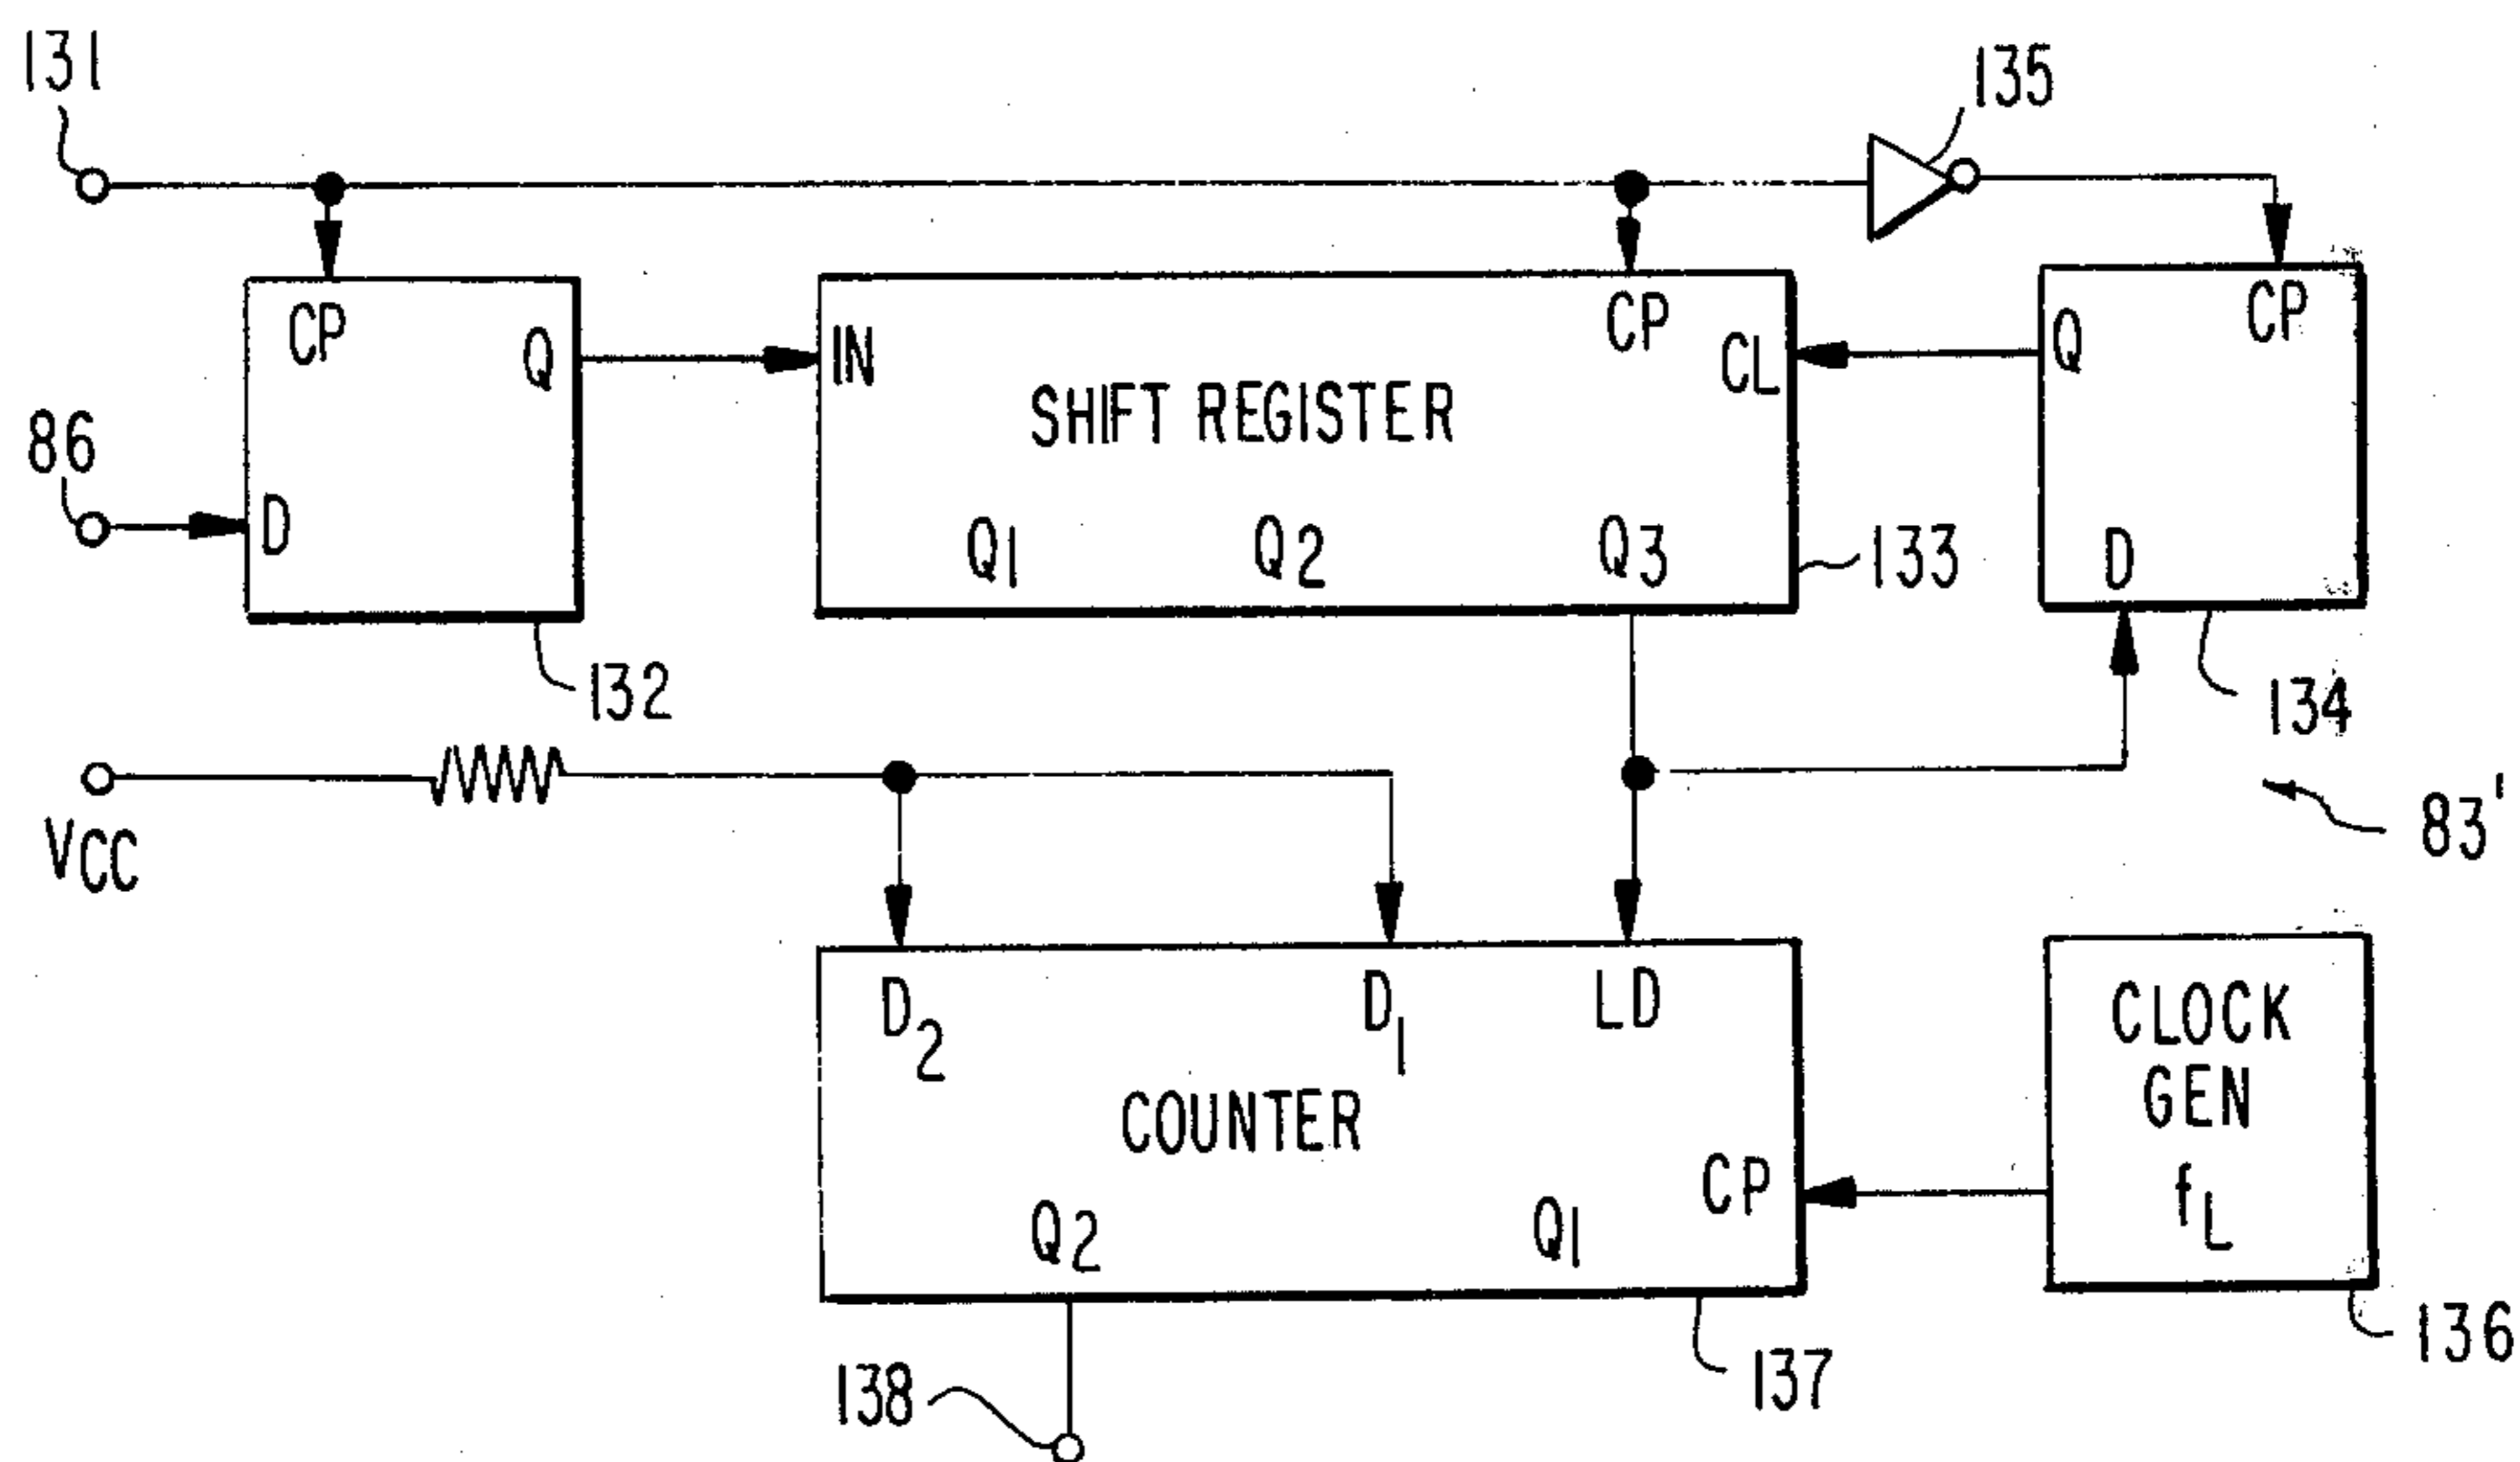 131
135
CP
Q
IN
CP
CL
Q
CP
SHIFT REGISTER
86
D
Q1
Q2
Q3
133
D
132
134
VCC
83'
D2
D1
LD
CLOCK
GEN
fL
COUNTER
CP
Q2
Q1
136
138
137